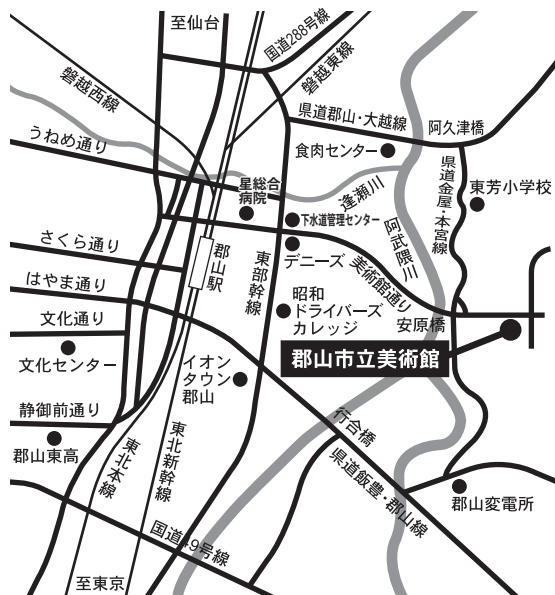 至仙台
国道288号線
磐越東線
磐越西線
うねめ通り
県道郡山・大越線
阿久津橋
食肉センター
県道金屋・本宮線
東芳小学校
星総合
病院
下水道管理センター
逢瀬川
阿武隈川
さくら通り
デニーズ
美術館通り
郡山駅
東部幹線
はやま通り
昭和
ドライバーズ
カレッジ
安原橋
文化通り
文化センター
郡山市立美術館
イオン
タウン
郡山
静御前通り
郡山東高
行合橋
東北本線
東北新幹線
県道飯豊・郡山線
郡山変電所
国道49号線
至東京